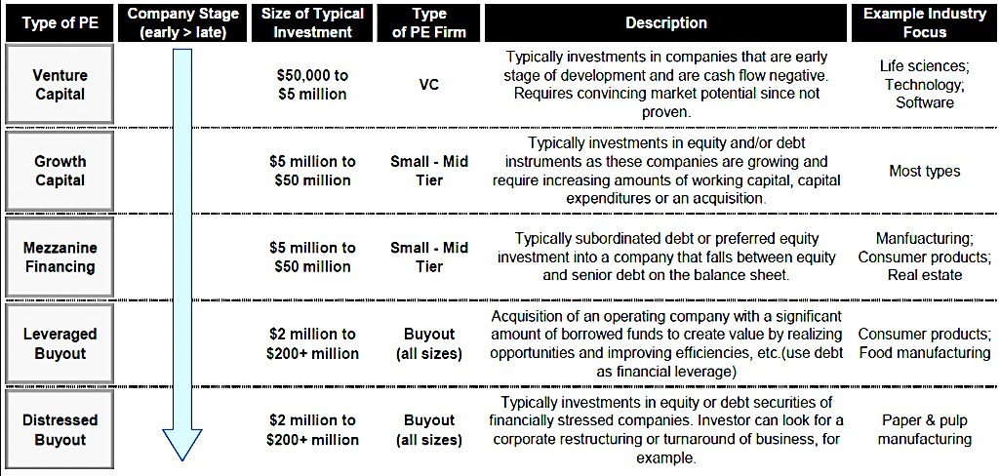 Type of PE
Company Stage
(early > late)
Size of Typical
Investment
Type
of PE Firm
Description
Example Industry
Focus
Venture
Capital
$50,000 to
$5 million
VC
Typically investments in companies that are early
stage of development and are cash flow negative.
Requires convincing market potential since not
proven.
Life sciences;
Technology;
Software
Growth
Capital
$5 million to
$50 million
Small - Mid
Tier
Typically investments in equity and/or debt
instruments as these companies are growing and
require increasing amounts of working capital, capital
expenditures or an acquisition.
Most types
Mezzanine
Financing
$5 million to
$50 million
Small - Mid
Tier
Typically subordinated debt or preferred equity
investment into a company that falls between equity
and senior debt on the balance sheet.
Manfuacturing;
Consumer products;
Real estate
Leveraged
Buyout
$2 million to
$200+ million
Buyout
(all sizes)
Acquisition of an operating company with a significant
amount of borrowed funds to create value by realizing
opportunities and improving efficiencies, etc.(use debt
as financial leverage)
Consumer products;
Food manufacturing
Distressed
Buyout
$2 million to
$200+ million
Buyout
(all sizes)
Typically investments in equity or debt securities of
financially stressed companies. Investor can look for a
corporate restructuring or turnaround of business, for
example.
Paper & pulp
manufacturing